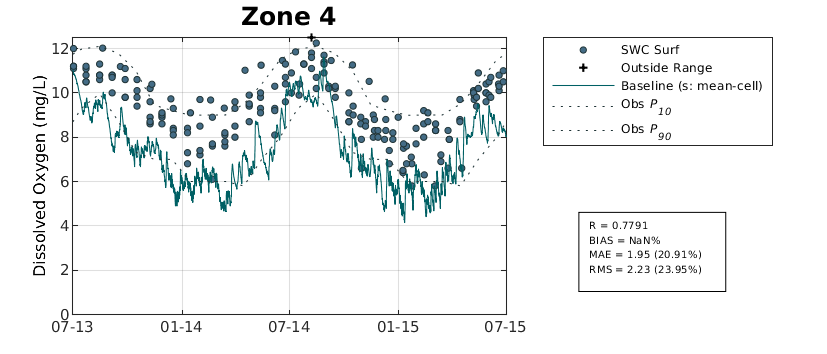 Zone 4
Dissolved Oxygen (mg/L)
12
10
8
6
4
2
0
07-13
01-14
07-14
01-15
07-15
SWC Surf
Outside Range
Baseline (s: mean-cell)
Obs P10
Obs P90
R = 0.7791
BIAS = NaN%
MAE = 1.95 (20.91%)
RMS = 2.23 (23.95%)